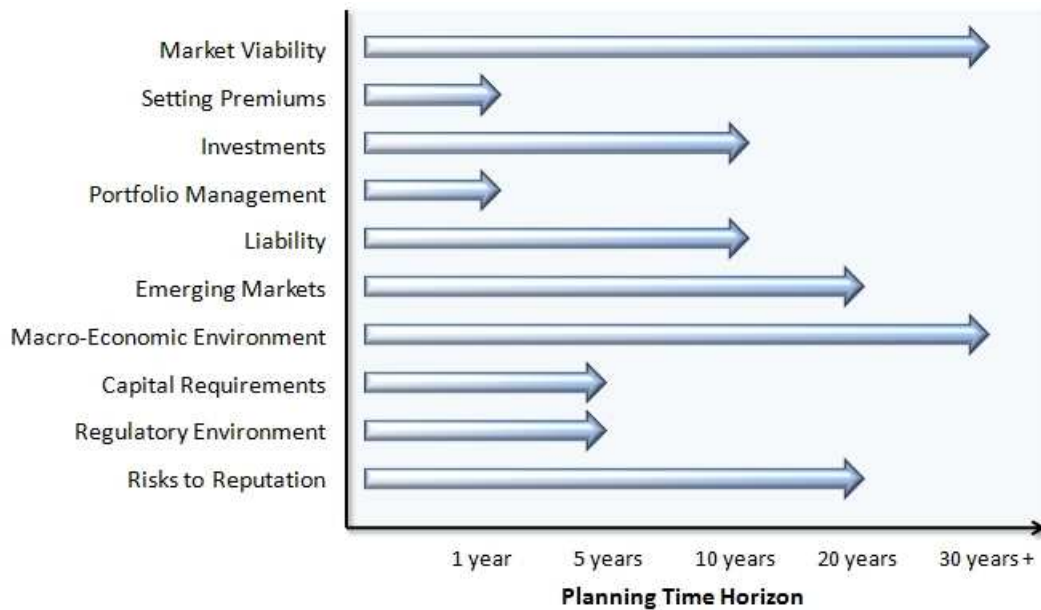 Market Viability
Setting Premiums
Investments
Portfolio Management
Liability
Emerging Markets
Macro-Economic Environment
Capital Requirements
Regulatory Environment
Risks to Reputation
1 year 5 years 10 years 20 years 30 years +
Planning Time Horizon